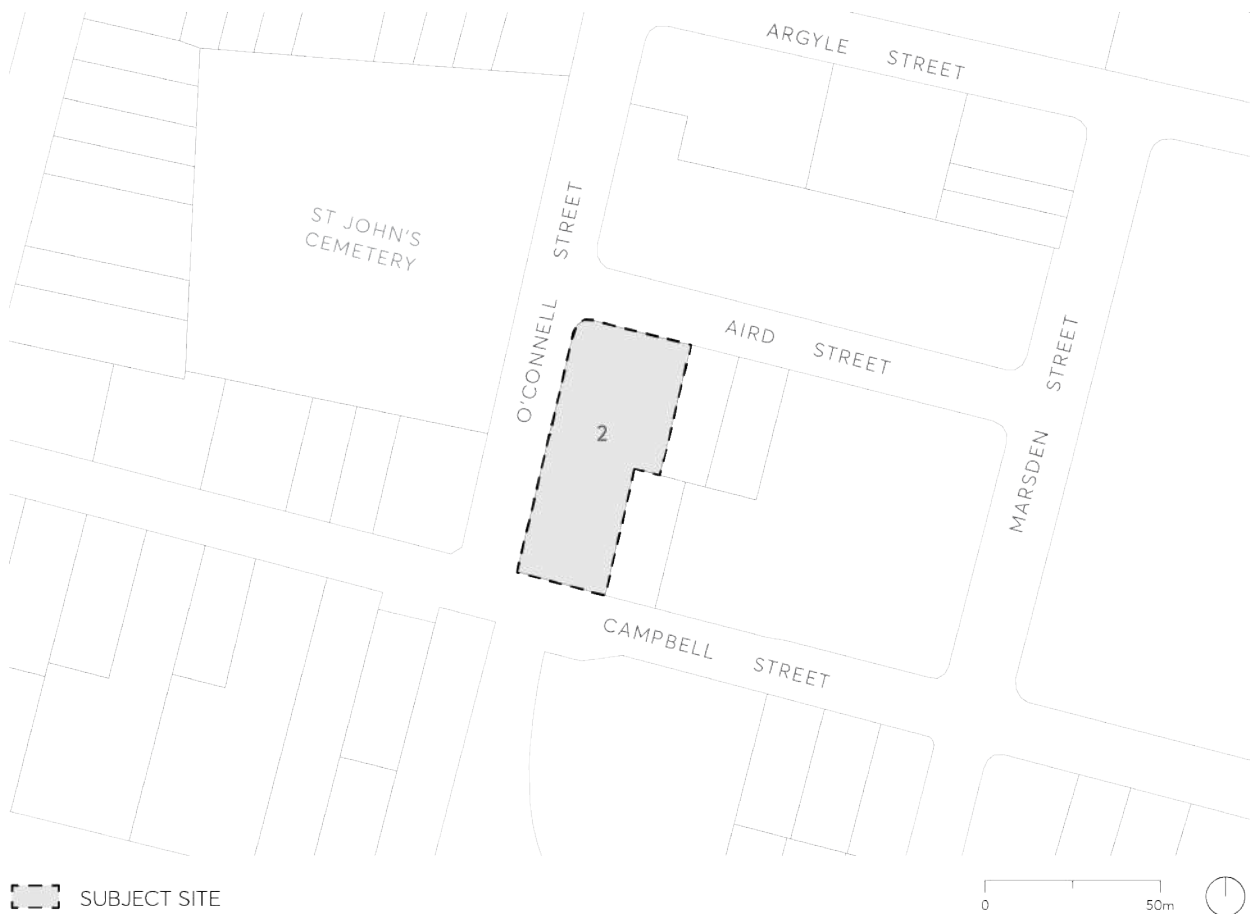 ARGYLE STREET
ST JOHN'S
CEMETERY
O'CONNELL STREET
AIRD STREET
MARSDEN STREET
2
CAMPBELL STREET
SUBJECT SITE
0 50m